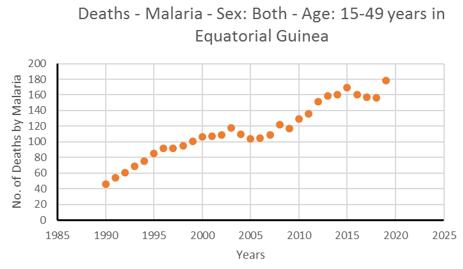 Deaths - Malaria - Sex: Both - Age: 15-49 years in
Equatorial Guinea
No. of Deaths by Malaria
200
180
160
140
120
100
80
60
40
20
0
1985 1990 1995 2000 2005 2010 2015 2020 2025
Years